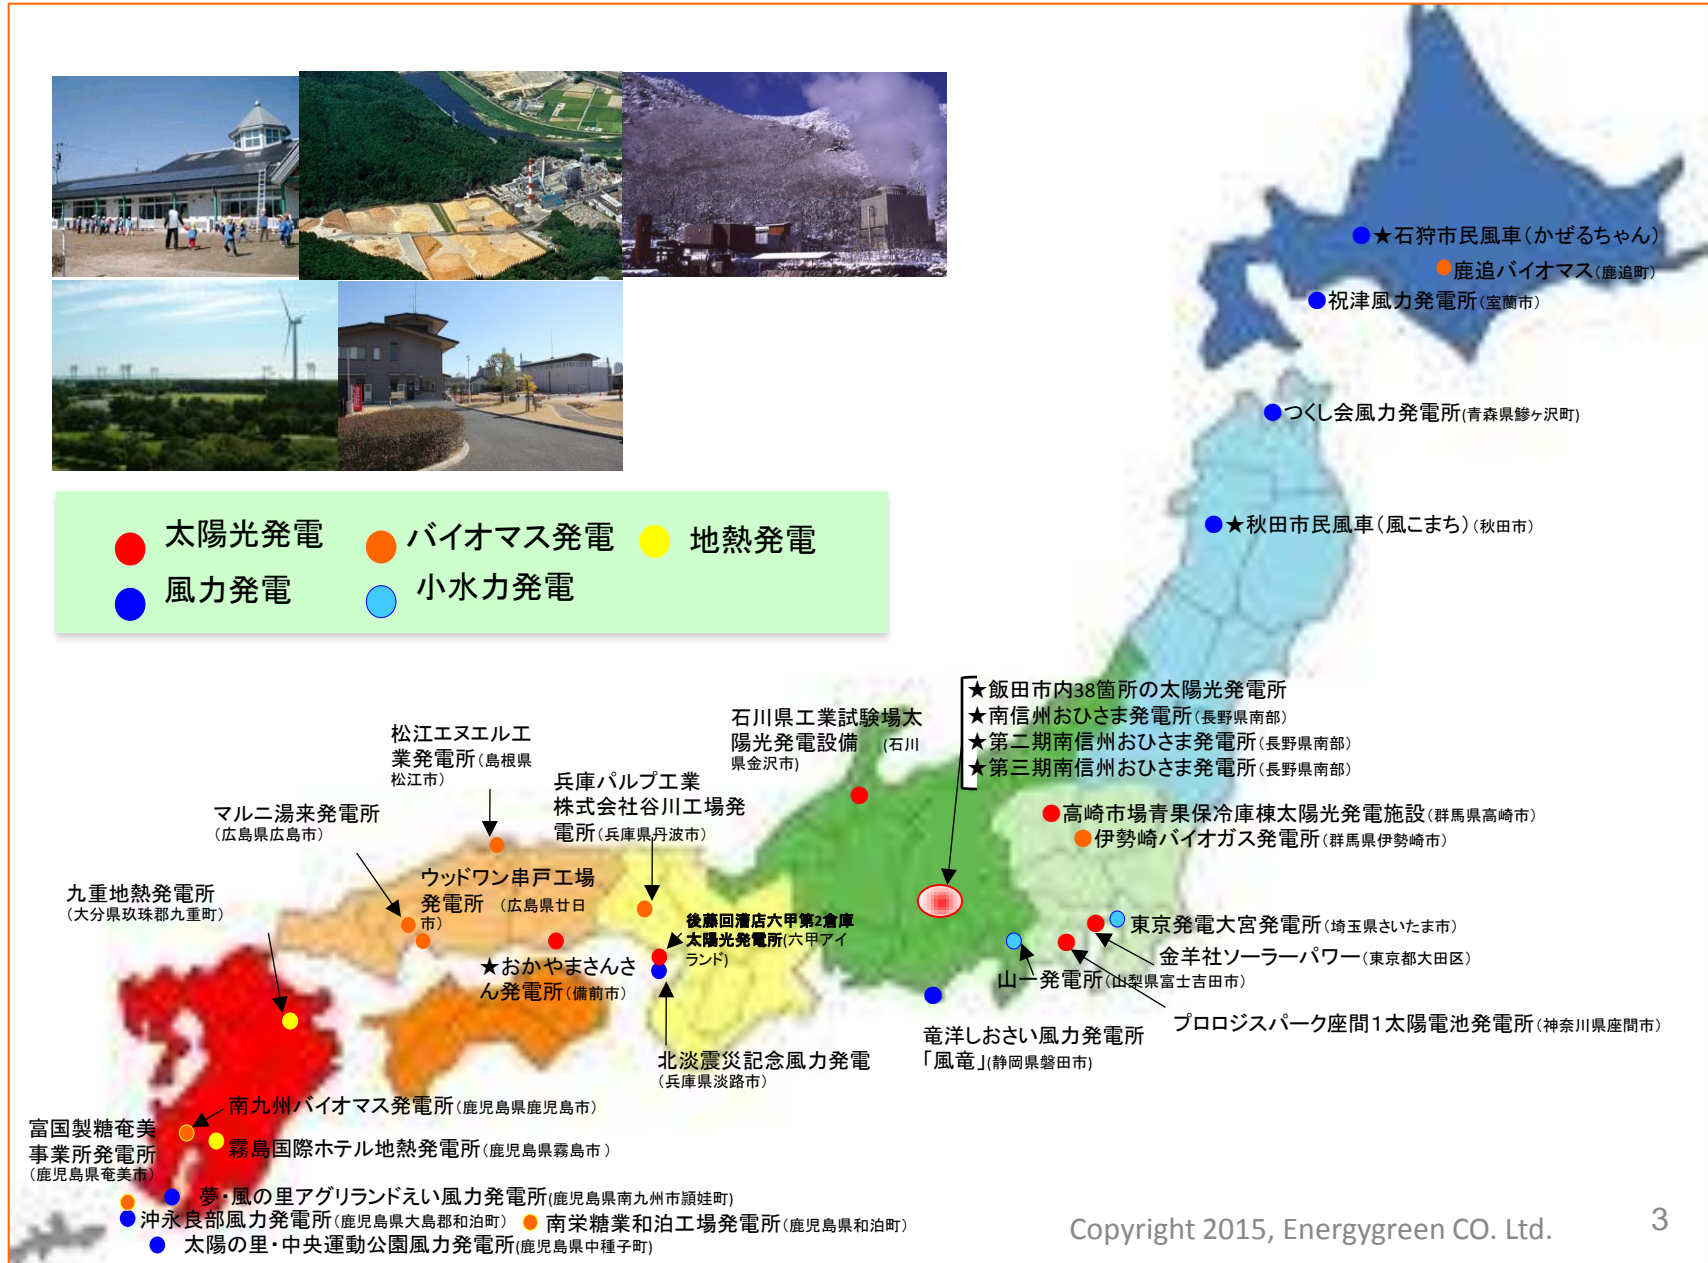 太陽光発電
バイオマス発電
地熱発電
風力発電
小水力発電
★石狩市民風車(かぜるちゃん)
鹿追バイオマス(鹿追町)
祝津風力発電所(室蘭市)
つくし会風力発電所(青森県鰺ヶ沢町)
★秋田市民風車(風こまち)(秋田市)
★飯田市内38箇所の太陽光発電所
★南信州おひさま発電所(長野県南部)
★第二期南信州おひさま発電所(長野県南部)
★第三期南信州おひさま発電所(長野県南部)
石川県工業試験場太
陽光発電設備 (石川
県金沢市)
松江エヌエル工
業発電所(島根県
松江市)
兵庫パルプ工業
株式会社谷川工場発
電所(兵庫県丹波市)
マルニ湯来発電所
(広島県広島市)
高崎市場青果保冷庫棟太陽光発電施設(群馬県高崎市)
伊勢崎バイオガス発電所(群馬県伊勢崎市)
ウッドワン串戸工場
発電所 (広島県廿日
市)
九重地熱発電所
(大分県玖珠郡九重町)
後藤回漕店六甲第2倉庫
太陽光発電所(六甲アイ
ランド)
東京発電大宮発電所(埼玉県さいたま市)
金羊社ソーラーパワー(東京都大田区)
★おかやまさんさ
ん発電所(備前市)
山一発電所(山梨県富士吉田市)
プロロジスパーク座間1太陽電池発電所(神奈川県座間市)
竜洋しおさい風力発電所
「風竜」(静岡県磐田市)
北淡震災記念風力発電
(兵庫県淡路市)
南九州バイオマス発電所(鹿児島県鹿児島市)
富国製糖奄美
事業所発電所
(鹿児島県奄美市)
霧島国際ホテル地熱発電所(鹿児島県霧島市)
夢・風の里アグリランドえい風力発電所(鹿児島県南九州市頴娃町)
沖永良部風力発電所(鹿児島県大島郡和泊町)
南栄糖業和泊工場発電所(鹿児島県和泊町)
太陽の里・中央運動公園風力発電所(鹿児島県中種子町)
Copyright 2015, Energygreen CO. Ltd.
3